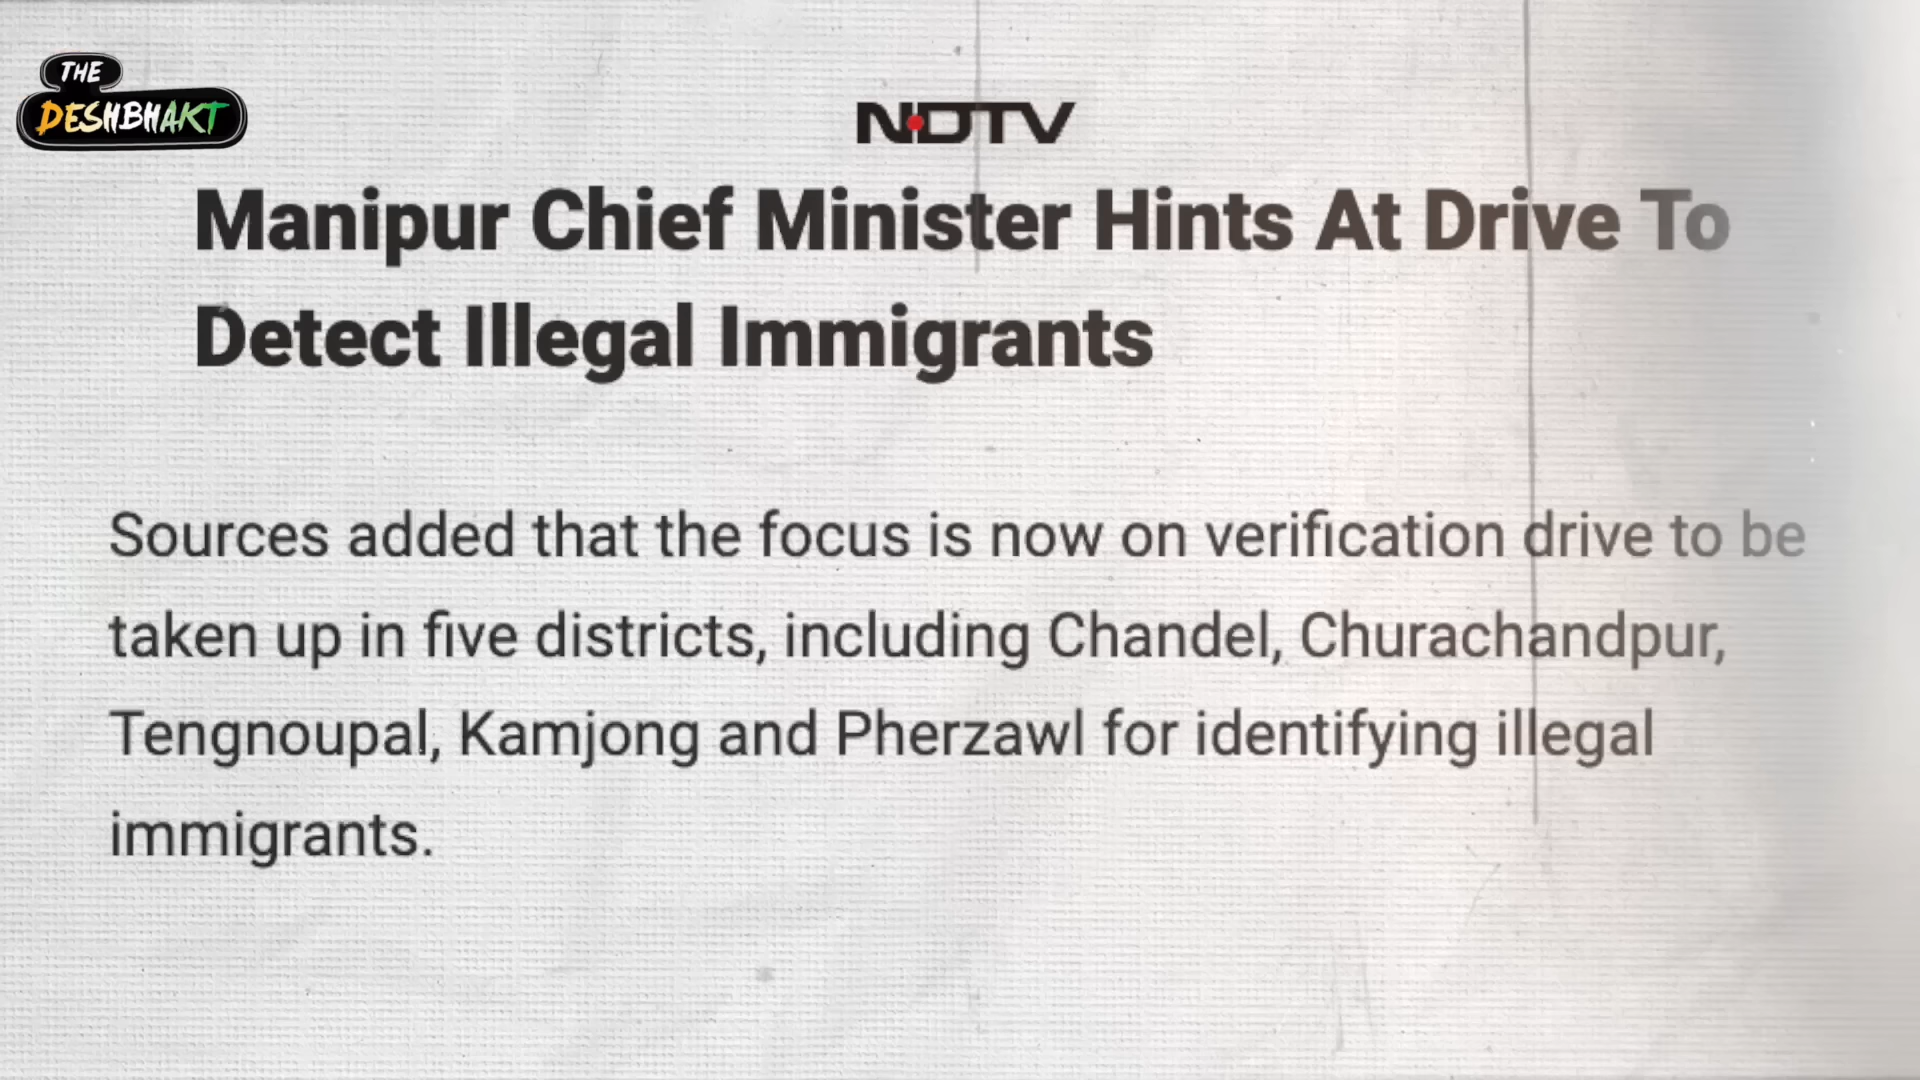 THE
DESHBHAKT
NDTV
Manipur Chief Minister Hints At Drive To
Detect Illegal Immigrants
Sources added that the focus is now on verification drive to be
taken up in five districts, including Chandel, Churachandpur,
Tengnoupal, Kamjong and Pherzawl for identifying illegal
immigrants.